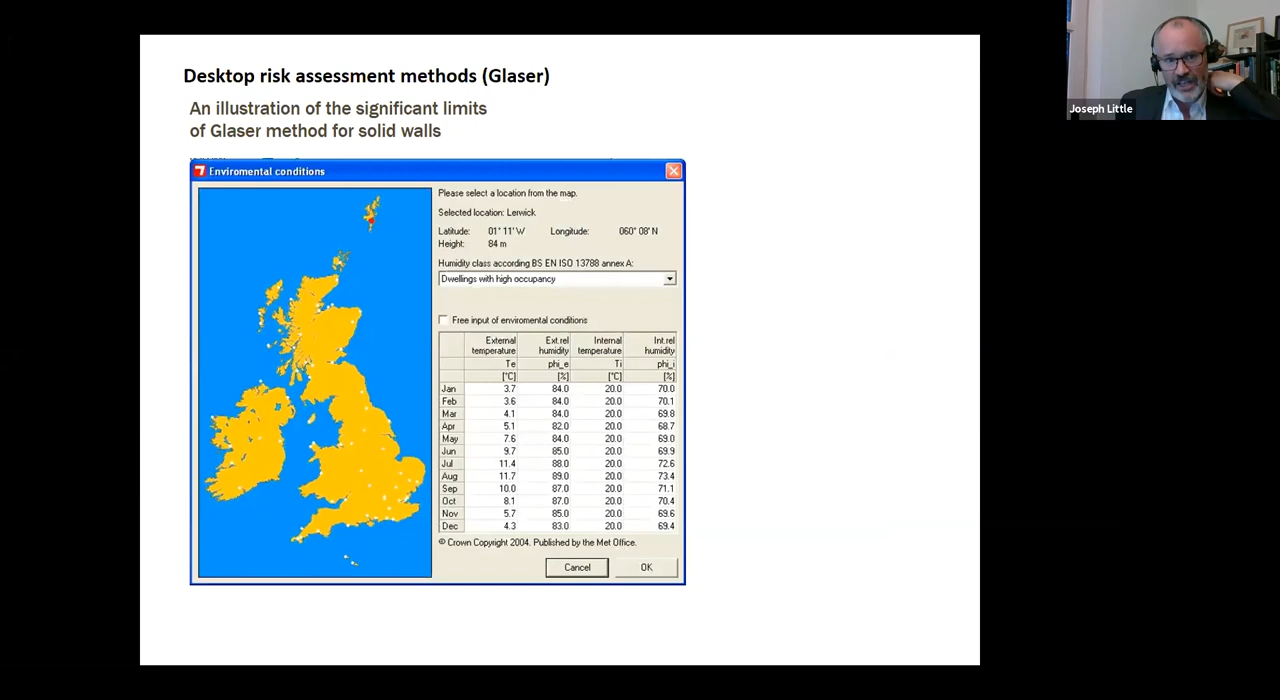 Desktop risk assessment methods (Glaser)
An illustration of the significant limits
of Glaser method for solid walls
Enviromental conditions
Please select a location from the map.
Selected location: Lerwick
Latitude: 01° 11' W Longitude: 060° 08' N
Height: 84 m
Humidity class according BS EN ISO 13788 annex A:
Dwellings with high occupancy
Free input of enviromental conditions
External temperature Ext.rel humidity Internal temperature Int.rel humidity
Te phi_e Ti phi_i
[°C] [%] [°C] [%]
Jan 3.7 84.0 20.0 70.0
Feb 3.6 84.0 20.0 70.1
Mar 4.1 84.0 20.0 69.8
Apr 5.1 82.0 20.0 68.7
May 7.6 84.0 20.0 69.0
Jun 9.7 85.0 20.0 69.9
Jul 11.4 88.0 20.0 72.6
Aug 11.7 89.0 20.0 73.4
Sep 10.0 87.0 20.0 71.1
Oct 8.1 87.0 20.0 70.4
Nov 5.7 85.0 20.0 69.6
Dec 4.3 83.0 20.0 69.4
© Crown Copyright 2004. Published by the Met Office.
Cancel OK
Joseph Little